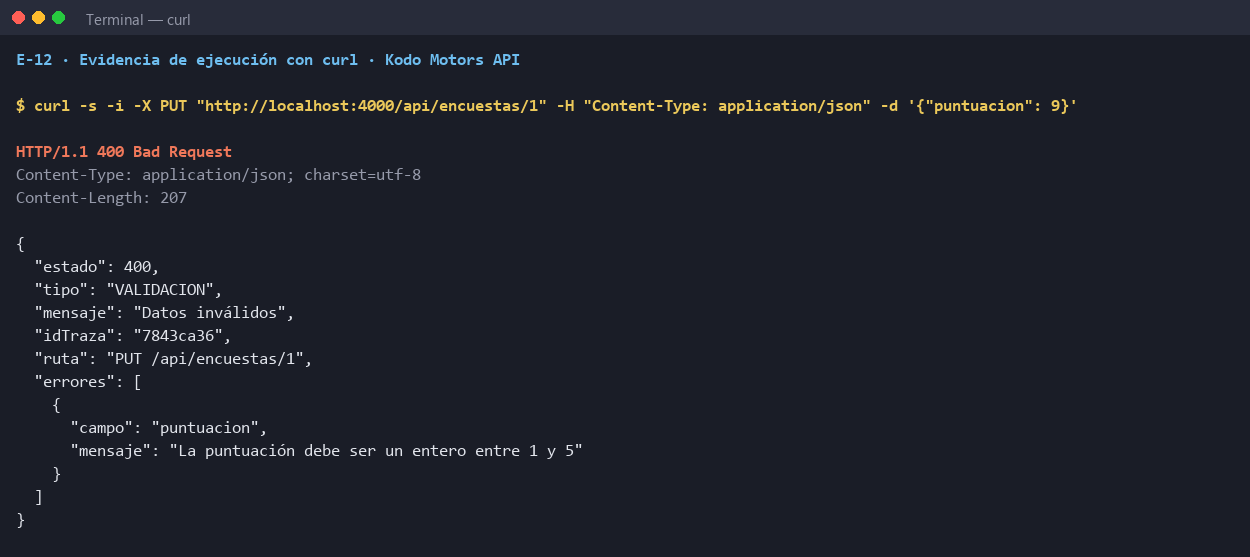 Terminal — curl
E-12 · Evidencia de ejecución con curl · Kodo Motors API
$ curl -s -i -X PUT "http://localhost:4000/api/encuestas/1" -H "Content-Type: application/json" -d '{"puntuacion": 9}'
HTTP/1.1 400 Bad Request
Content-Type: application/json; charset=utf-8
Content-Length: 207
{
  "estado": 400,
  "tipo": "VALIDACION",
  "mensaje": "Datos inválidos",
  "idTraza": "7843ca36",
  "ruta": "PUT /api/encuestas/1",
  "errores": [
    {
      "campo": "puntuacion",
      "mensaje": "La puntuación debe ser un entero entre 1 y 5"
    }
  ]
}